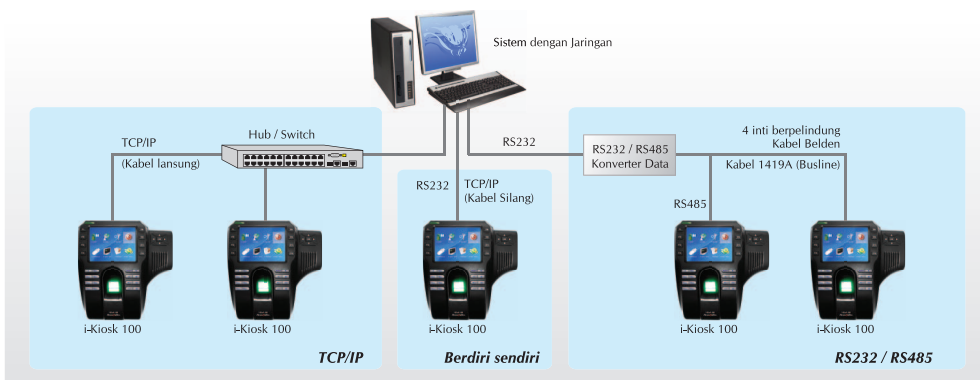 Sistem dengan Jaringan
TCP/IP
(Kabel lansung)
Hub / Switch
RS232
TCP/IP
(Kabel Silang)
RS232
RS232 / RS485
Konverter Data
4 inti berpelindung
Kabel Belden
Kabel 1419A (Busline)
RS485
i-Kiosk 100
i-Kiosk 100
i-Kiosk 100
i-Kiosk 100
i-Kiosk 100
TCP/IP
Berdiri sendiri
RS232 / RS485